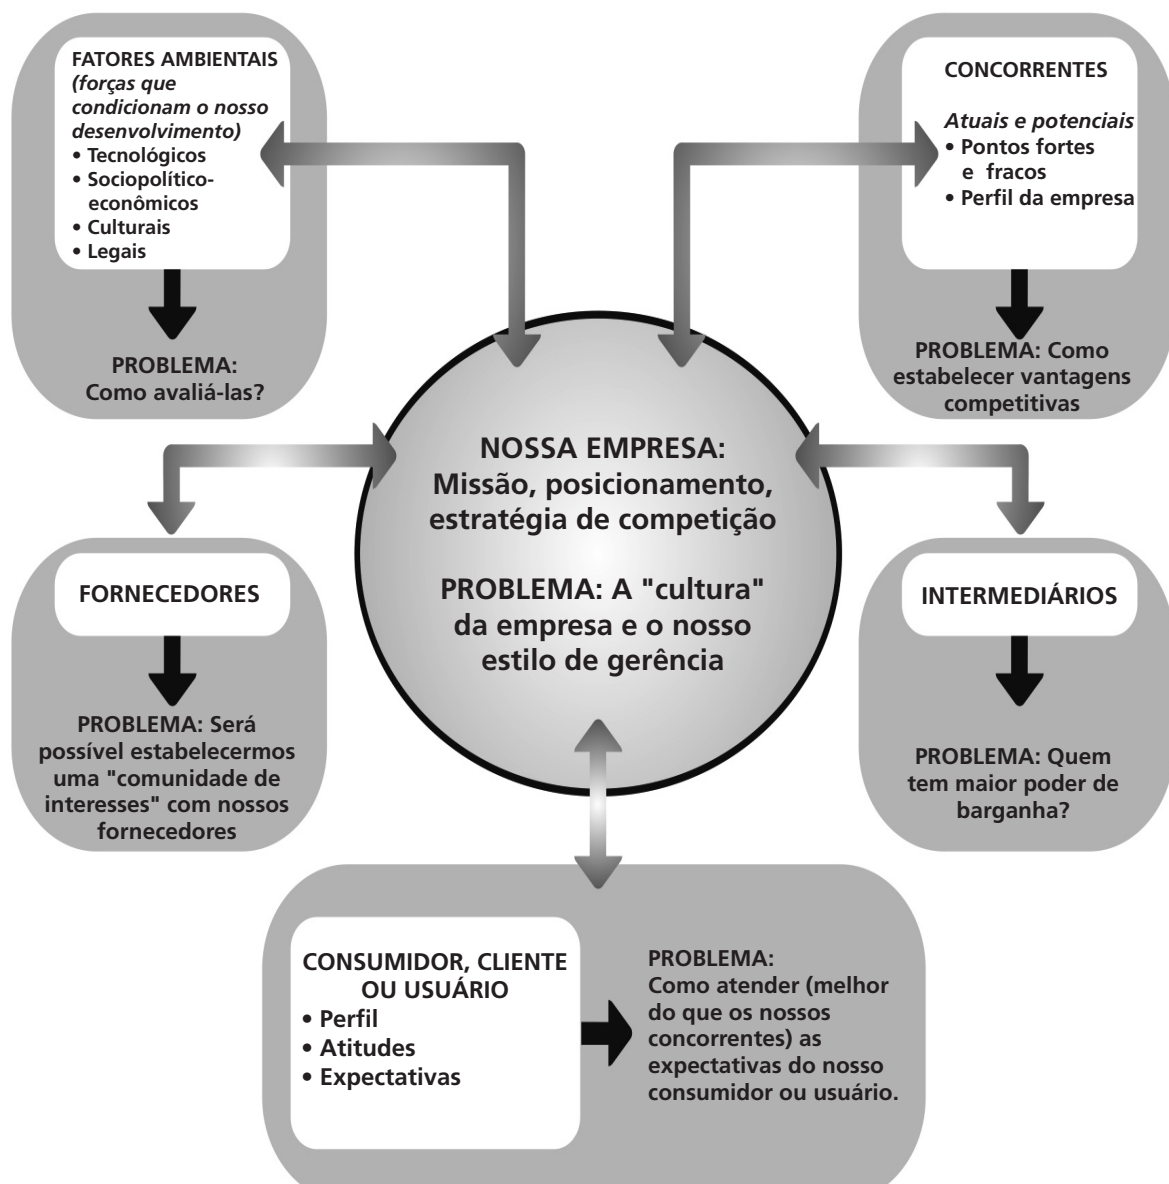 FATORES AMBIENTAIS
(forças que
condicionam o nosso
desenvolvimento)
• Tecnológicos
• Sociopolítico-
econômicos
• Culturais
• Legais
PROBLEMA:
Como avaliá-las?
CONCORRENTES
Atuais e potenciais
• Pontos fortes
e fracos
• Perfil da empresa
PROBLEMA: Como
estabelecer vantagens
competitivas
NOSSA EMPRESA:
Missão, posicionamento,
estratégia de competição
PROBLEMA: A "cultura"
da empresa e o nosso
estilo de gerência
FORNECEDORES
PROBLEMA: Será
possível estabelecermos
uma "comunidade de
interesses" com nossos
fornecedores
INTERMEDIÁRIOS
PROBLEMA: Quem
tem maior poder de
barganha?
CONSUMIDOR, CLIENTE
OU USUÁRIO
• Perfil
• Atitudes
• Expectativas
PROBLEMA:
Como atender (melhor
do que os nossos
concorrentes) as
expectativas do nosso
consumidor ou usuário.